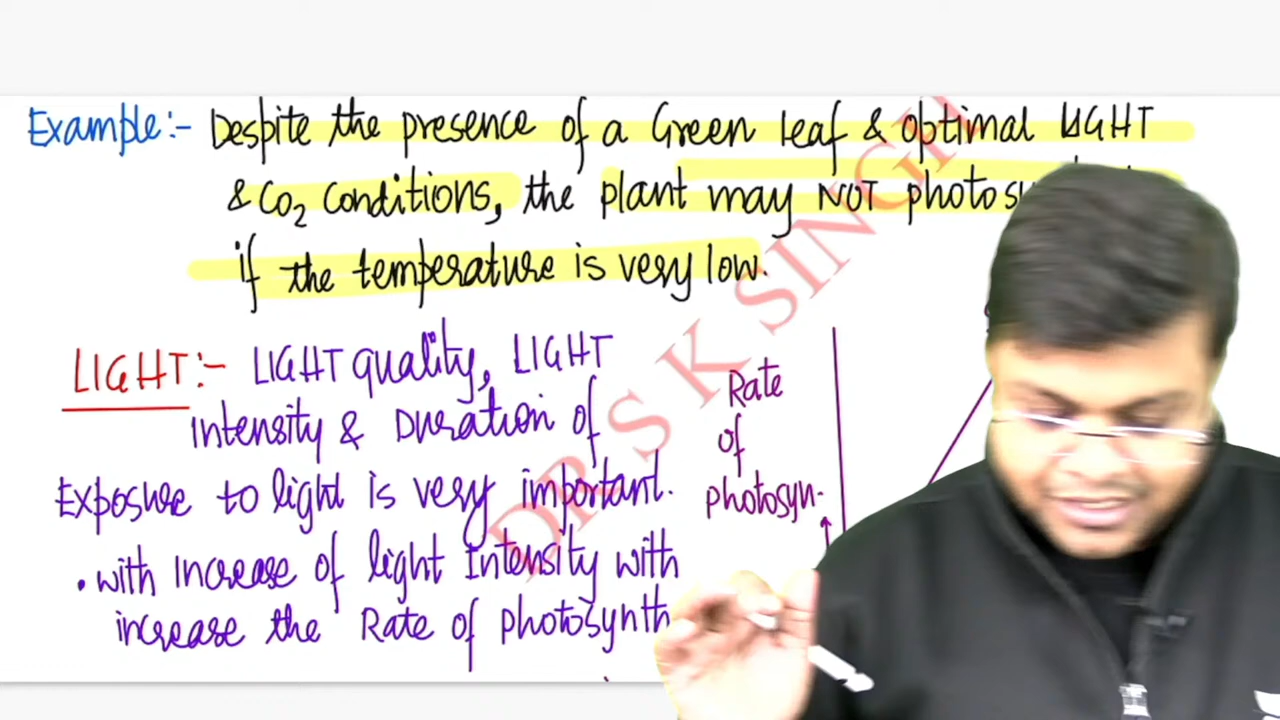 Example:- Despite the presence of a Green leaf & optimal LIGHT
& CO2 Conditions, the plant may NOT
if the temperature is very low.
LIGHT:- LIGHT quality, LIGHT
Intensity & Duration of
Exposure to light is very important.
• with increase of light Intensity with
increase the Rate of
Rate
of
photosyn.
DR S K SINGH